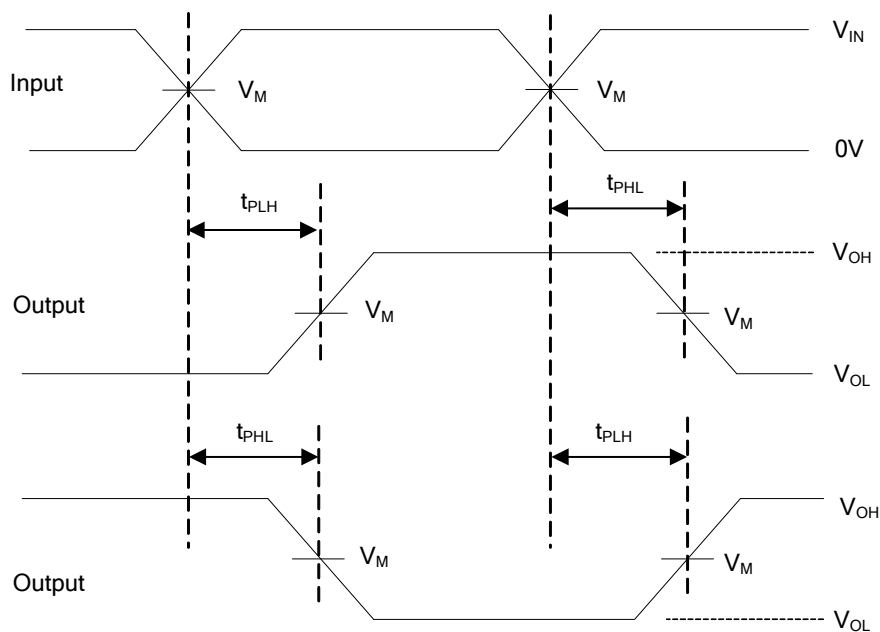 V_IN
Input
V_M
V_M
0V
t_PLH
t_PHL
V_OH
Output
V_M
V_M
V_OL
t_PHL
t_PLH
V_OH
V_M
V_M
Output
V_OL